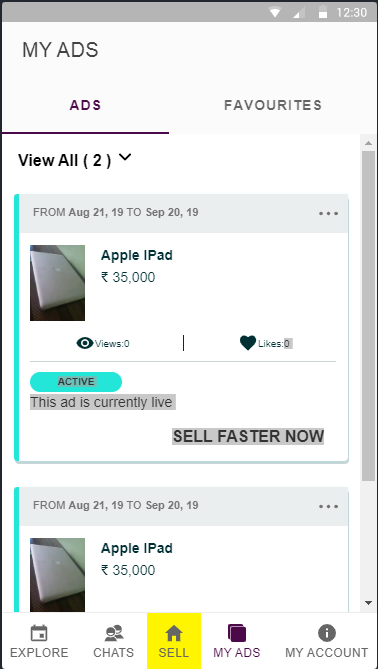 12:30
MY ADS
ADS FAVOURITES
View All ( 2 )
FROM Aug 21, 19 TO Sep 20, 19
Apple IPad
₹ 35,000
Views:0 Likes:0
ACTIVE
This ad is currently live
SELL FASTER NOW
FROM Aug 21, 19 TO Sep 20, 19
Apple IPad
₹ 35,000
EXPLORE CHATS SELL MY ADS MY ACCOUNT